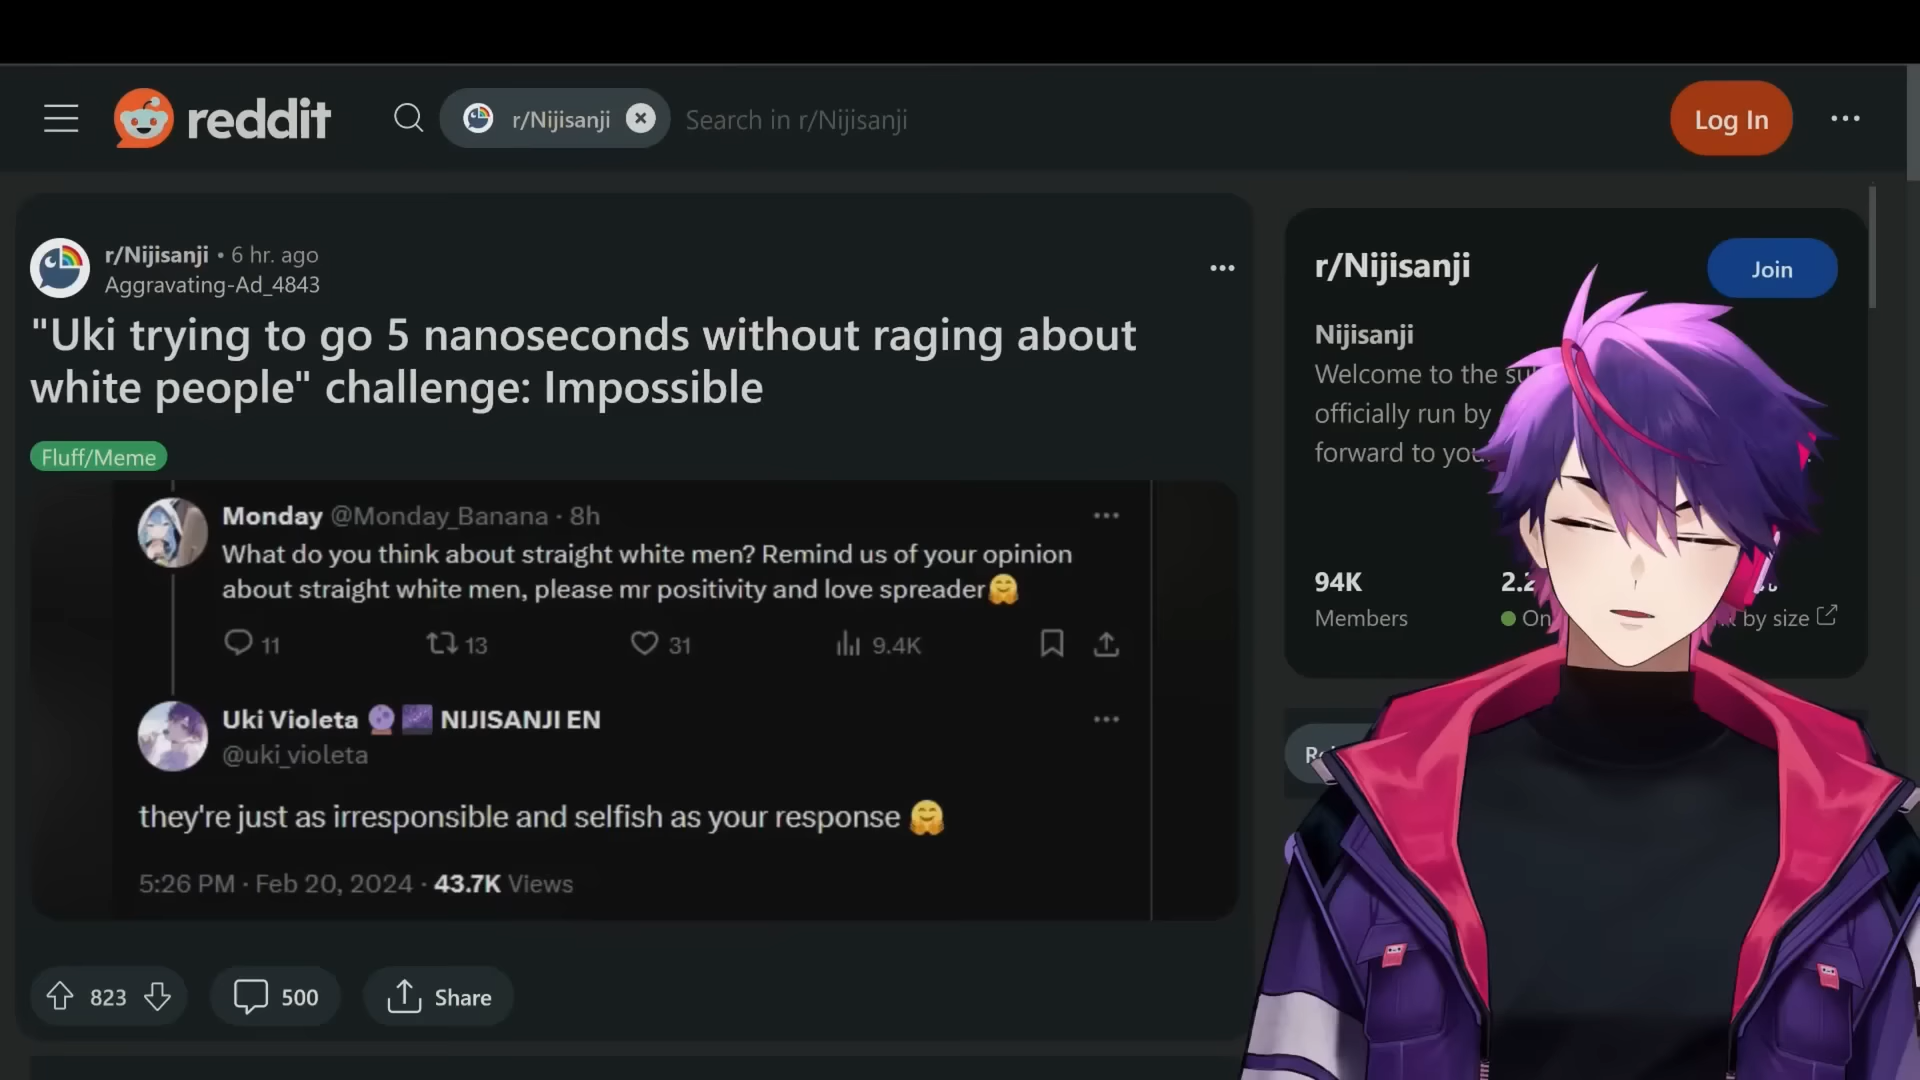 reddit
r/Nijisanji
Search in r/Nijisanji
Log In
r/Nijisanji • 6 hr. ago
Aggravating-Ad_4843
"Uki trying to go 5 nanoseconds without raging about
white people" challenge: Impossible
Fluff/Meme
Monday @Monday_Banana · 8h
What do you think about straight white men? Remind us of your opinion
about straight white men, please mr positivity and love spreader🤗
11 13 31 9.4K
Uki Violeta 🔮🌌 NIJISANJI EN
@uki_violeta
they're just as irresponsible and selfish as your response 🤗
5:26 PM · Feb 20, 2024 · 43.7K Views
823
500
Share
r/Nijisanji
Join
Nijisanji
Welcome to the
officially run by
forward to
94K
Members
by size